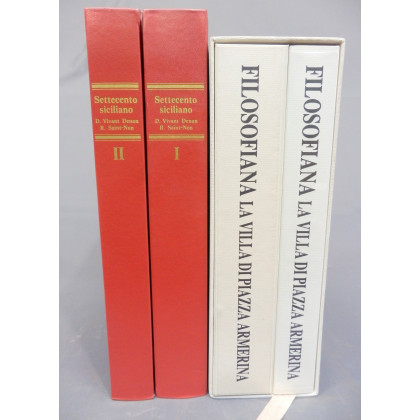 Settecento
siciliano
D. Vivant Denon
R. Saint-Non
II
Settecento
siciliano
D. Vivant Denon
R. Saint-Non
I
FILOSOFIANA LA VILLA DI PIAZZA ARMERINA
FILOSOFIANA LA VILLA DI PIAZZA ARMERINA